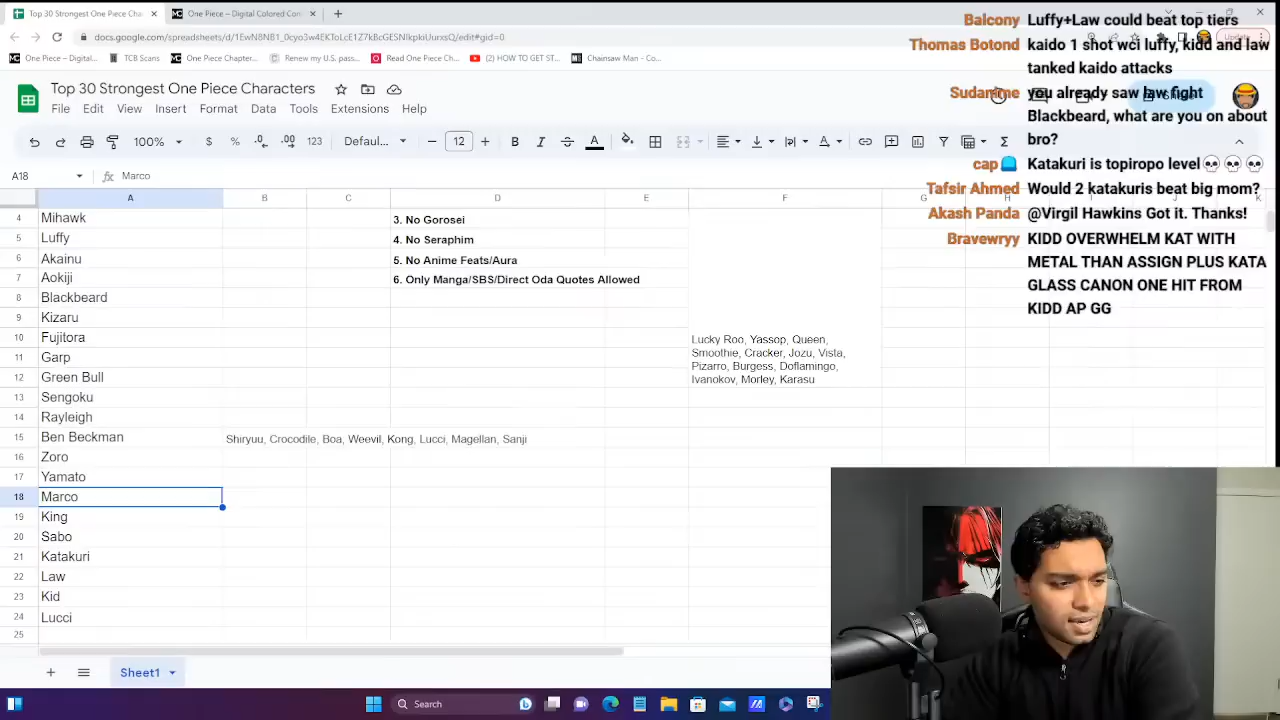 Top 30 Strongest One Piece Chara
One Piece – Digital Colored Con
docs.google.com/spreadsheets/d/
One Piece – Digital...
TCB Scans
One Piece Chapter...
Renew my U.S. pass...
Read One Piece Ch...
(2) HOW TO GET ST...
Chainsaw Man - Co...
Top 30 Strongest One Piece Characters
File Edit View Insert Format Data Tools Extensions Help
100% $ % .0 .00 123 Defaul... 12 B I A
A18 fx Marco
A B C D E F G H I J K
4 Mihawk
5 Luffy
6 Akainu
7 Aokiji
8 Blackbeard
9 Kizaru
10 Fujitora
11 Garp
12 Green Bull
13 Sengoku
14 Rayleigh
15 Ben Beckman
16 Zoro
17 Yamato
18 Marco
19 King
20 Sabo
21 Katakuri
22 Law
23 Kid
24 Lucci
25
3. No Gorosei
4. No Seraphim
5. No Anime Feats/Aura
6. Only Manga/SBS/Direct Oda Quotes Allowed
Shiryuu, Crocodile, Boa, Weevil, Kong, Lucci, Magellan, Sanji
Lucky Roo, Yassop, Queen,
Smoothie, Cracker, Jozu, Vista,
Pizarro, Burgess, Doflamingo,
Ivanokov, Morley, Karasu
Balcony Luffy+Law could beat top tiers
Thomas Botond kaido 1 shot wci luffy, kidd and law
tanked kaido attacks
you already saw law fight
Blackbeard, what are you on about
bro?
cap Katakuri is topiropo level
Tafsir Ahmed Would 2 katakuris beat big mom?
Akash Panda @Virgil Hawkins Got it. Thanks!
Bravewryy KIDD OVERWHELM KAT WITH
METAL THAN ASSIGN PLUS KATA
GLASS CANON ONE HIT FROM
KIDD AP GG
Sheet1
Search